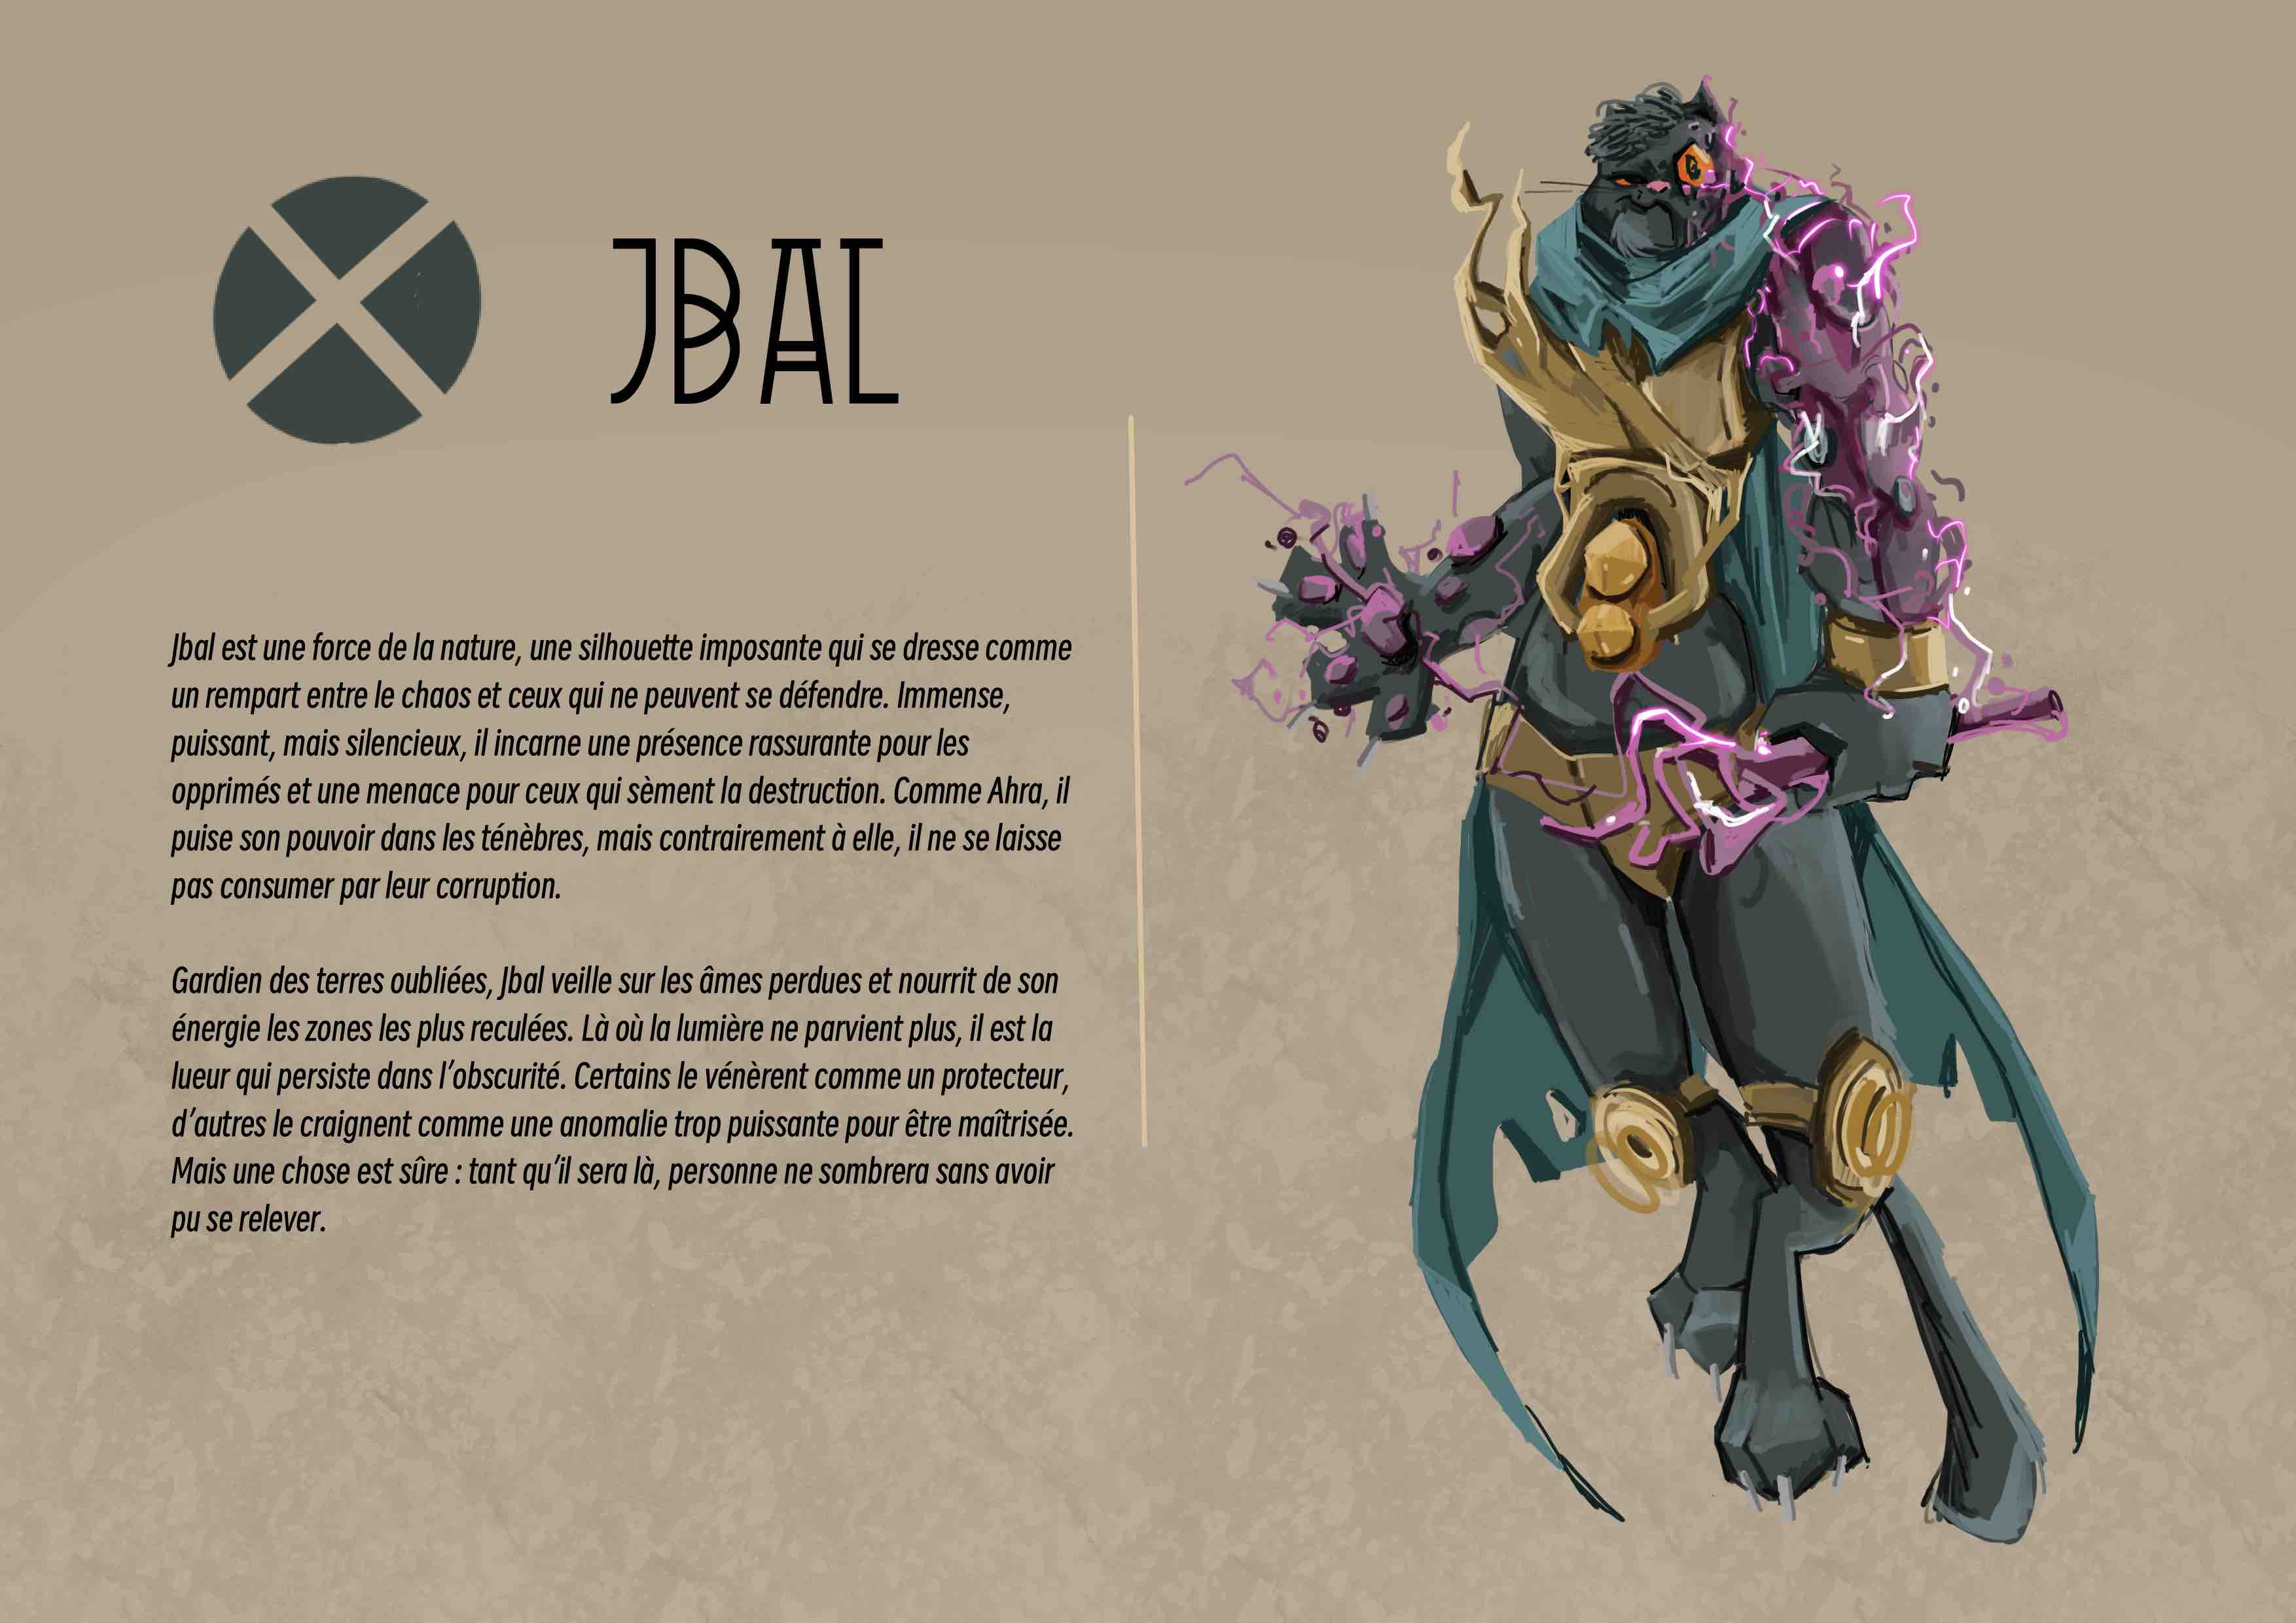 JBAL
Jbal est une force de la nature, une silhouette imposante qui se dresse comme
un rempart entre le chaos et ceux qui ne peuvent se défendre. Immense,
puissant, mais silencieux, il incarne une présence rassurante pour les
opprimés et une menace pour ceux qui sèment la destruction. Comme Ahra, il
puise son pouvoir dans les ténèbres, mais contrairement à elle, il ne se laisse
pas consumer par leur corruption.
Gardien des terres oubliées, Jbal veille sur les âmes perdues et nourrit de son
énergie les zones les plus reculées. Là où la lumière ne parvient plus, il est la
lueur qui persiste dans l’obscurité. Certains le vénèrent comme un protecteur,
d’autres le craignent comme une anomalie trop puissante pour être maîtrisée.
Mais une chose est sûre : tant qu’il sera là, personne ne sombrera sans avoir
pu se relever.